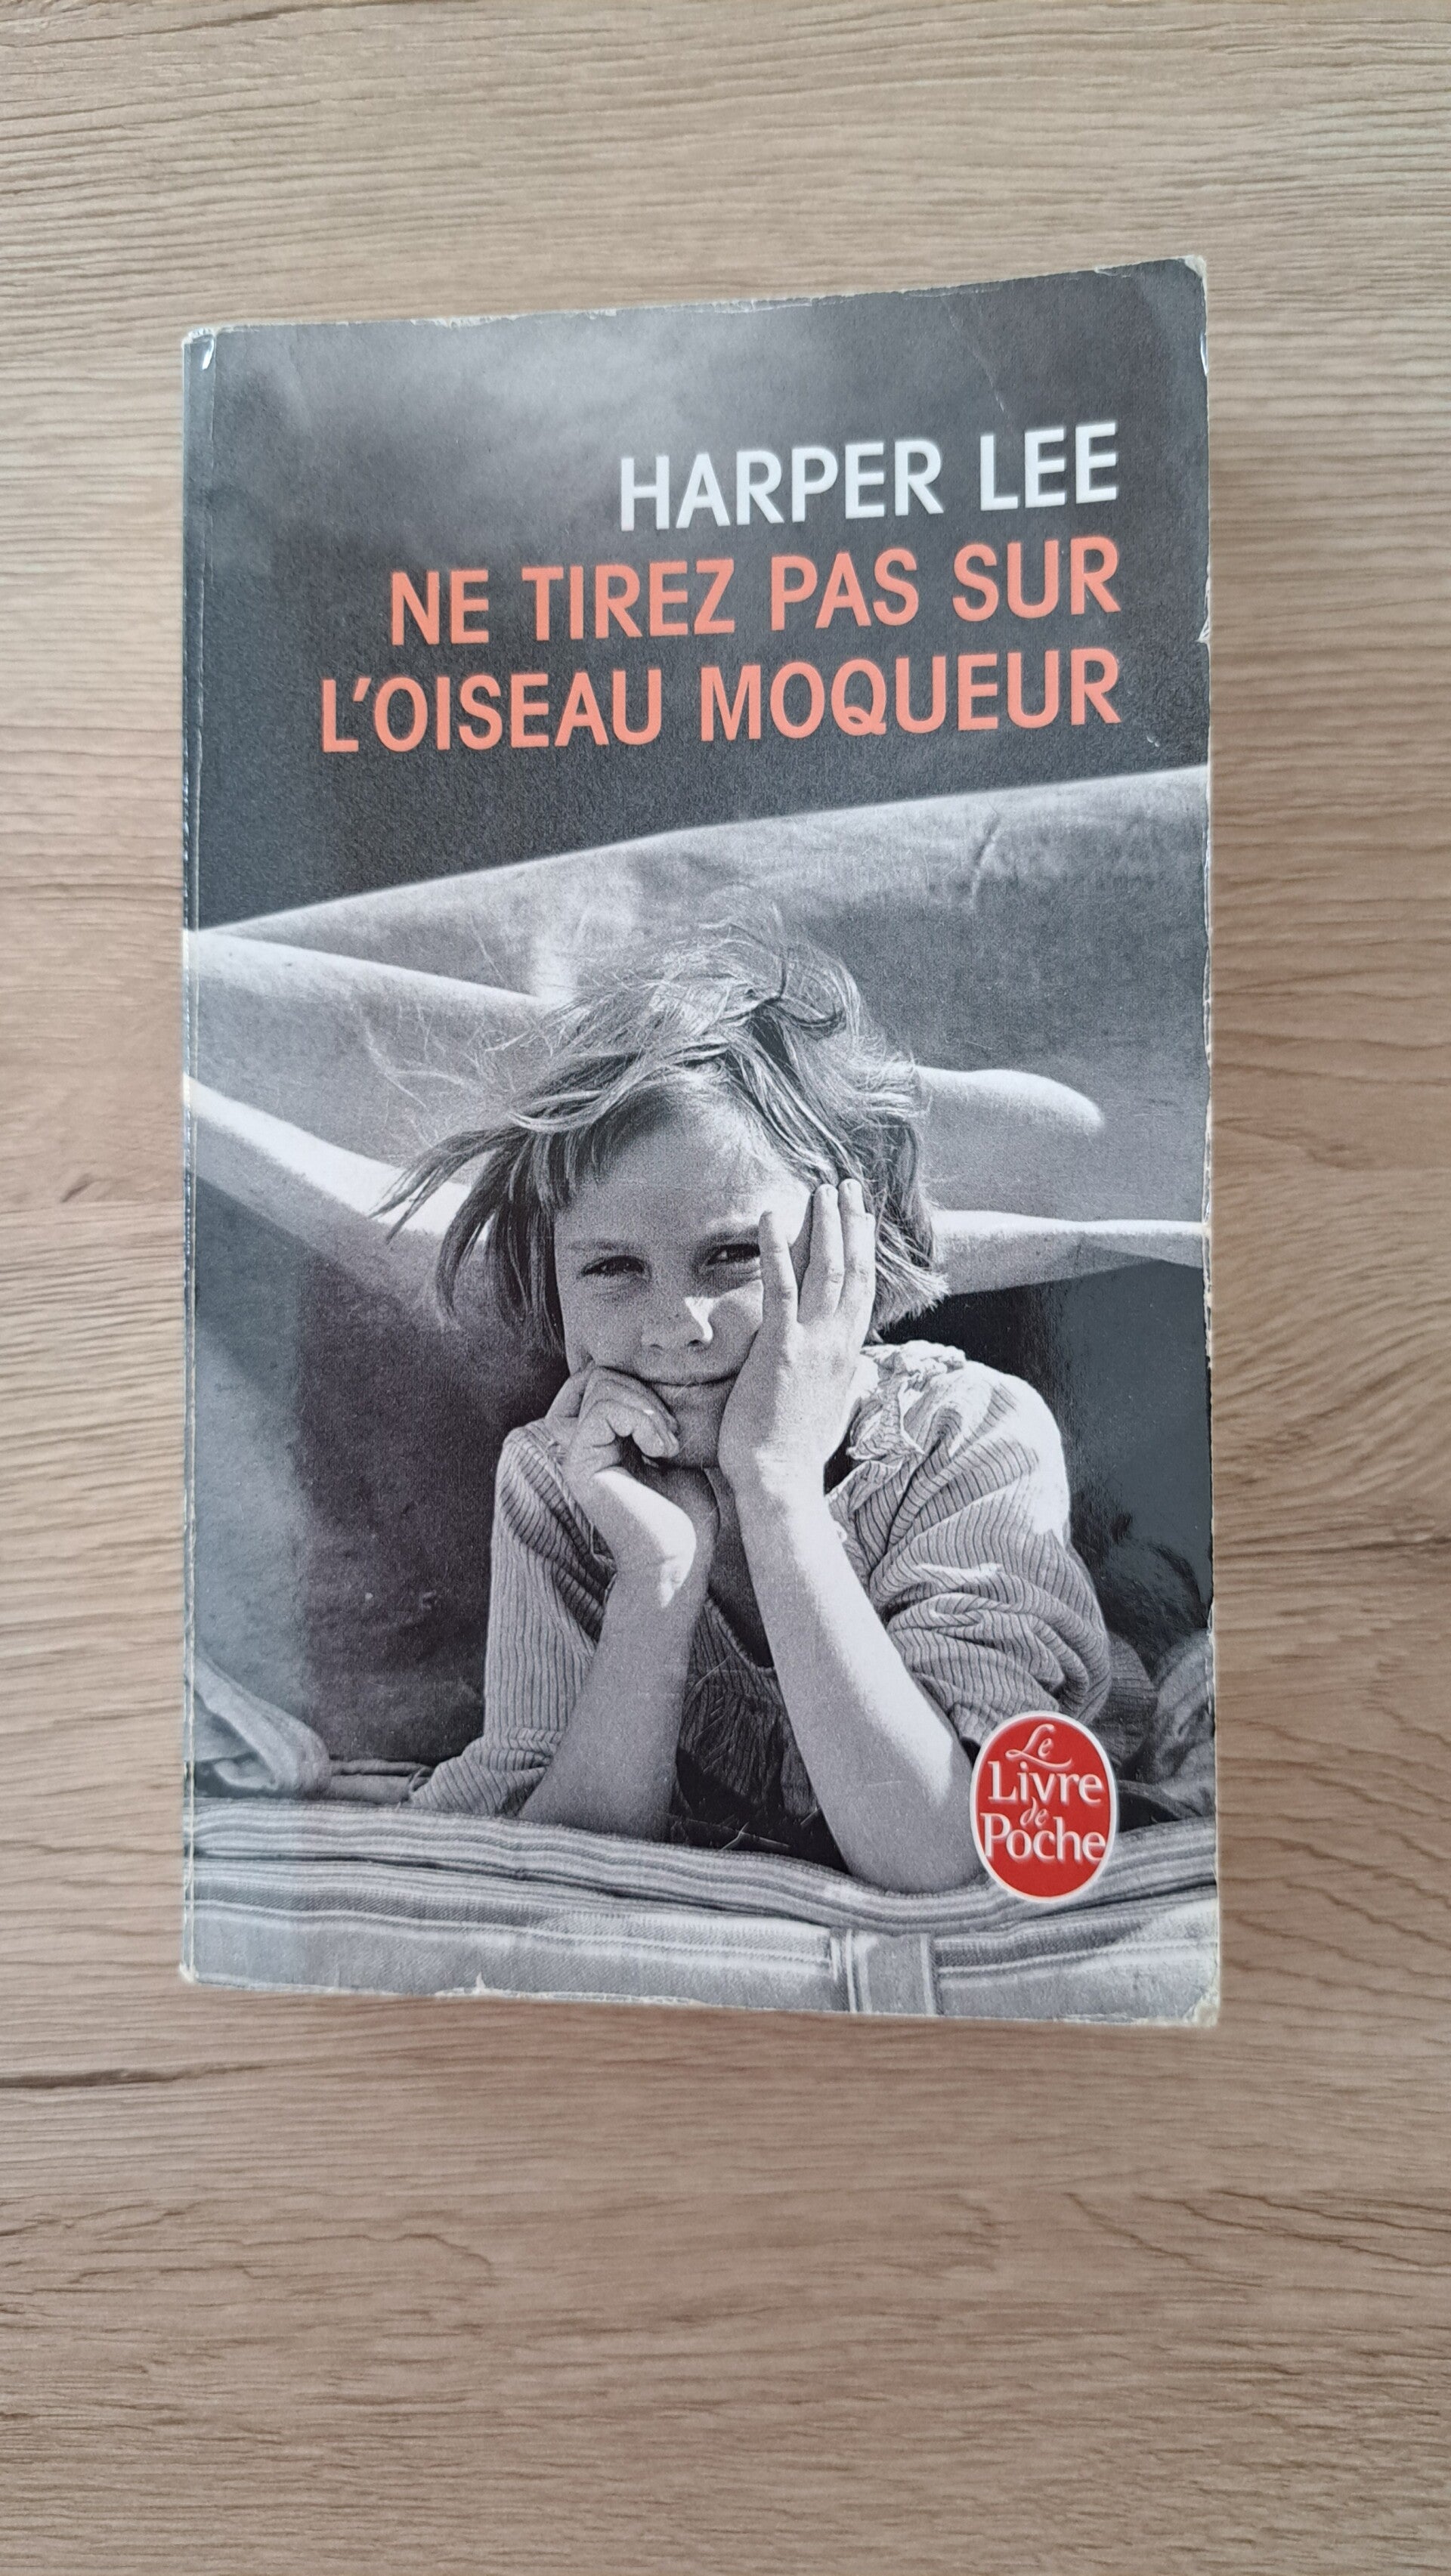 HARPER LEE
NE TIREZ PAS SUR
L'OISEAU MOQUEUR
Le
Livre
de
Poche